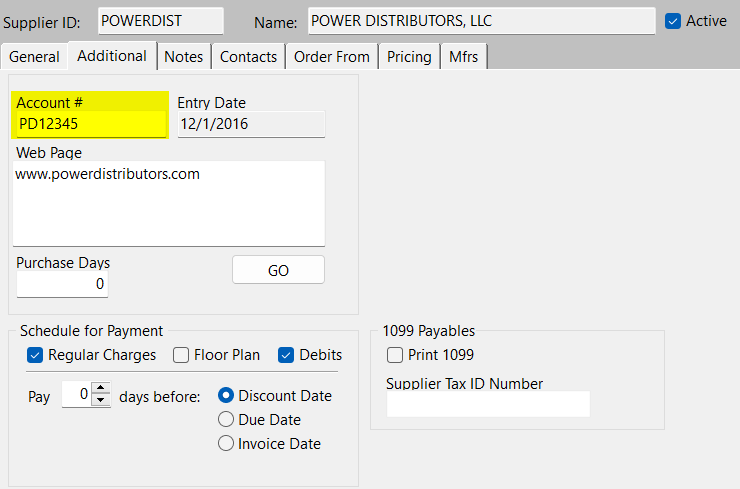 Supplier ID: POWERDIST Name: POWER DISTRIBUTORS, LLC Active
General Additional Notes Contacts Order From Pricing Mfrs
Account # Entry Date
PD12345 12/1/2016
Web Page
www.powerdistributors.com
Purchase Days
0 GO
Schedule for Payment
Regular Charges Floor Plan Debits
Pay 0 days before: Discount Date
Due Date
Invoice Date
1099 Payables
Print 1099
Supplier Tax ID Number